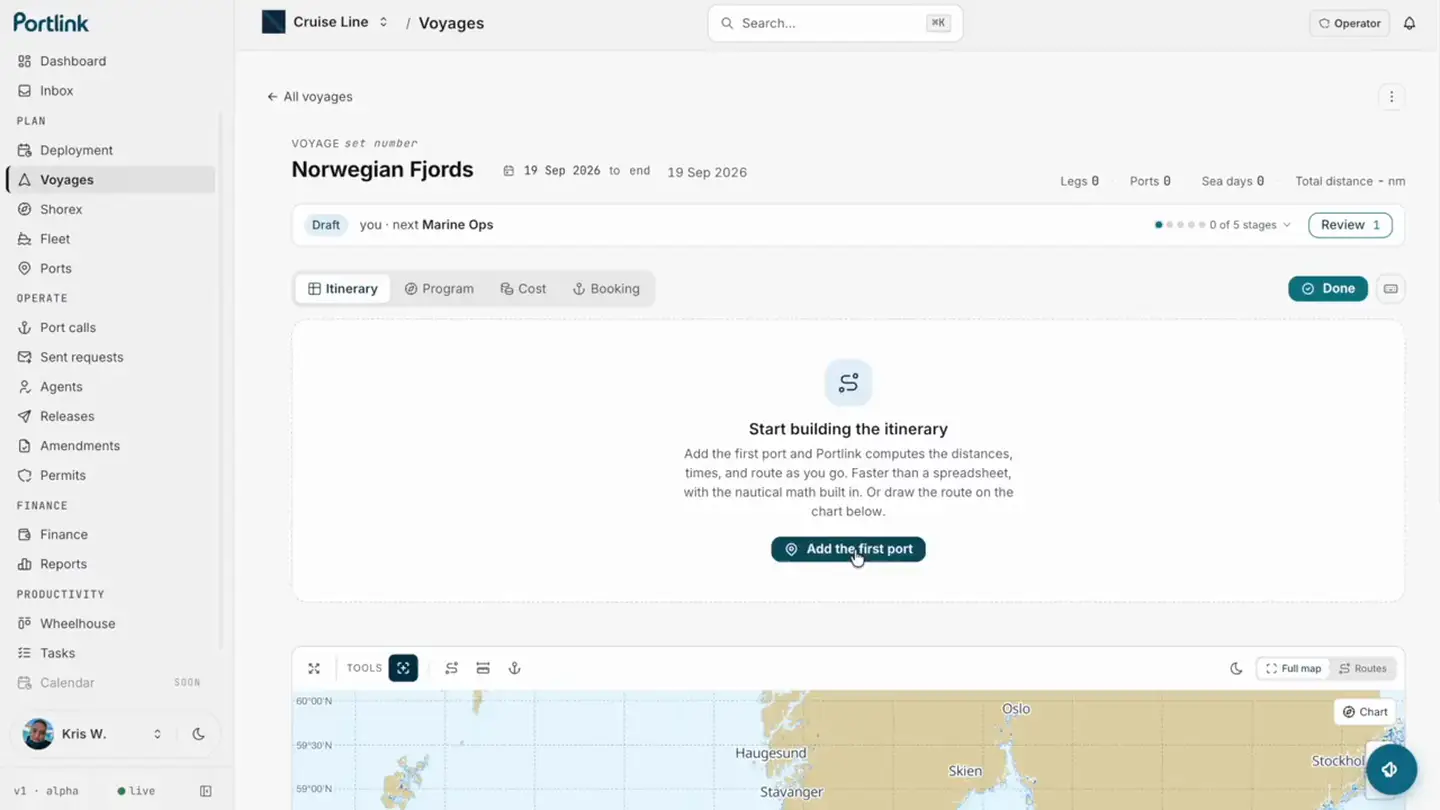 Portlink
Cruise Line / Voyages
Search... ⌘K
Operator
Dashboard
Inbox
PLAN
Deployment
Voyages
Shorex
Fleet
Ports
OPERATE
Port calls
Sent requests
Agents
Releases
Amendments
Permits
FINANCE
Finance
Reports
PRODUCTIVITY
Wheelhouse
Tasks
Calendar SOON
Kris W.
v1 · alpha live
← All voyages
VOYAGE set number
Norwegian Fjords 19 Sep 2026 to end 19 Sep 2026
Legs 0 Ports 0 Sea days 0 Total distance - nm
Draft you · next Marine Ops 0 of 5 stages Review 1
Itinerary Program Cost Booking Done
Start building the itinerary
Add the first port and Portlink computes the distances,
times, and route as you go. Faster than a spreadsheet,
with the nautical math built in. Or draw the route on the
chart below.
Add the first port
TOOLS Full map Routes
60°00'N Oslo Chart
59°30'N Haugesund Skien Stockhol
59°00'N Stavanger